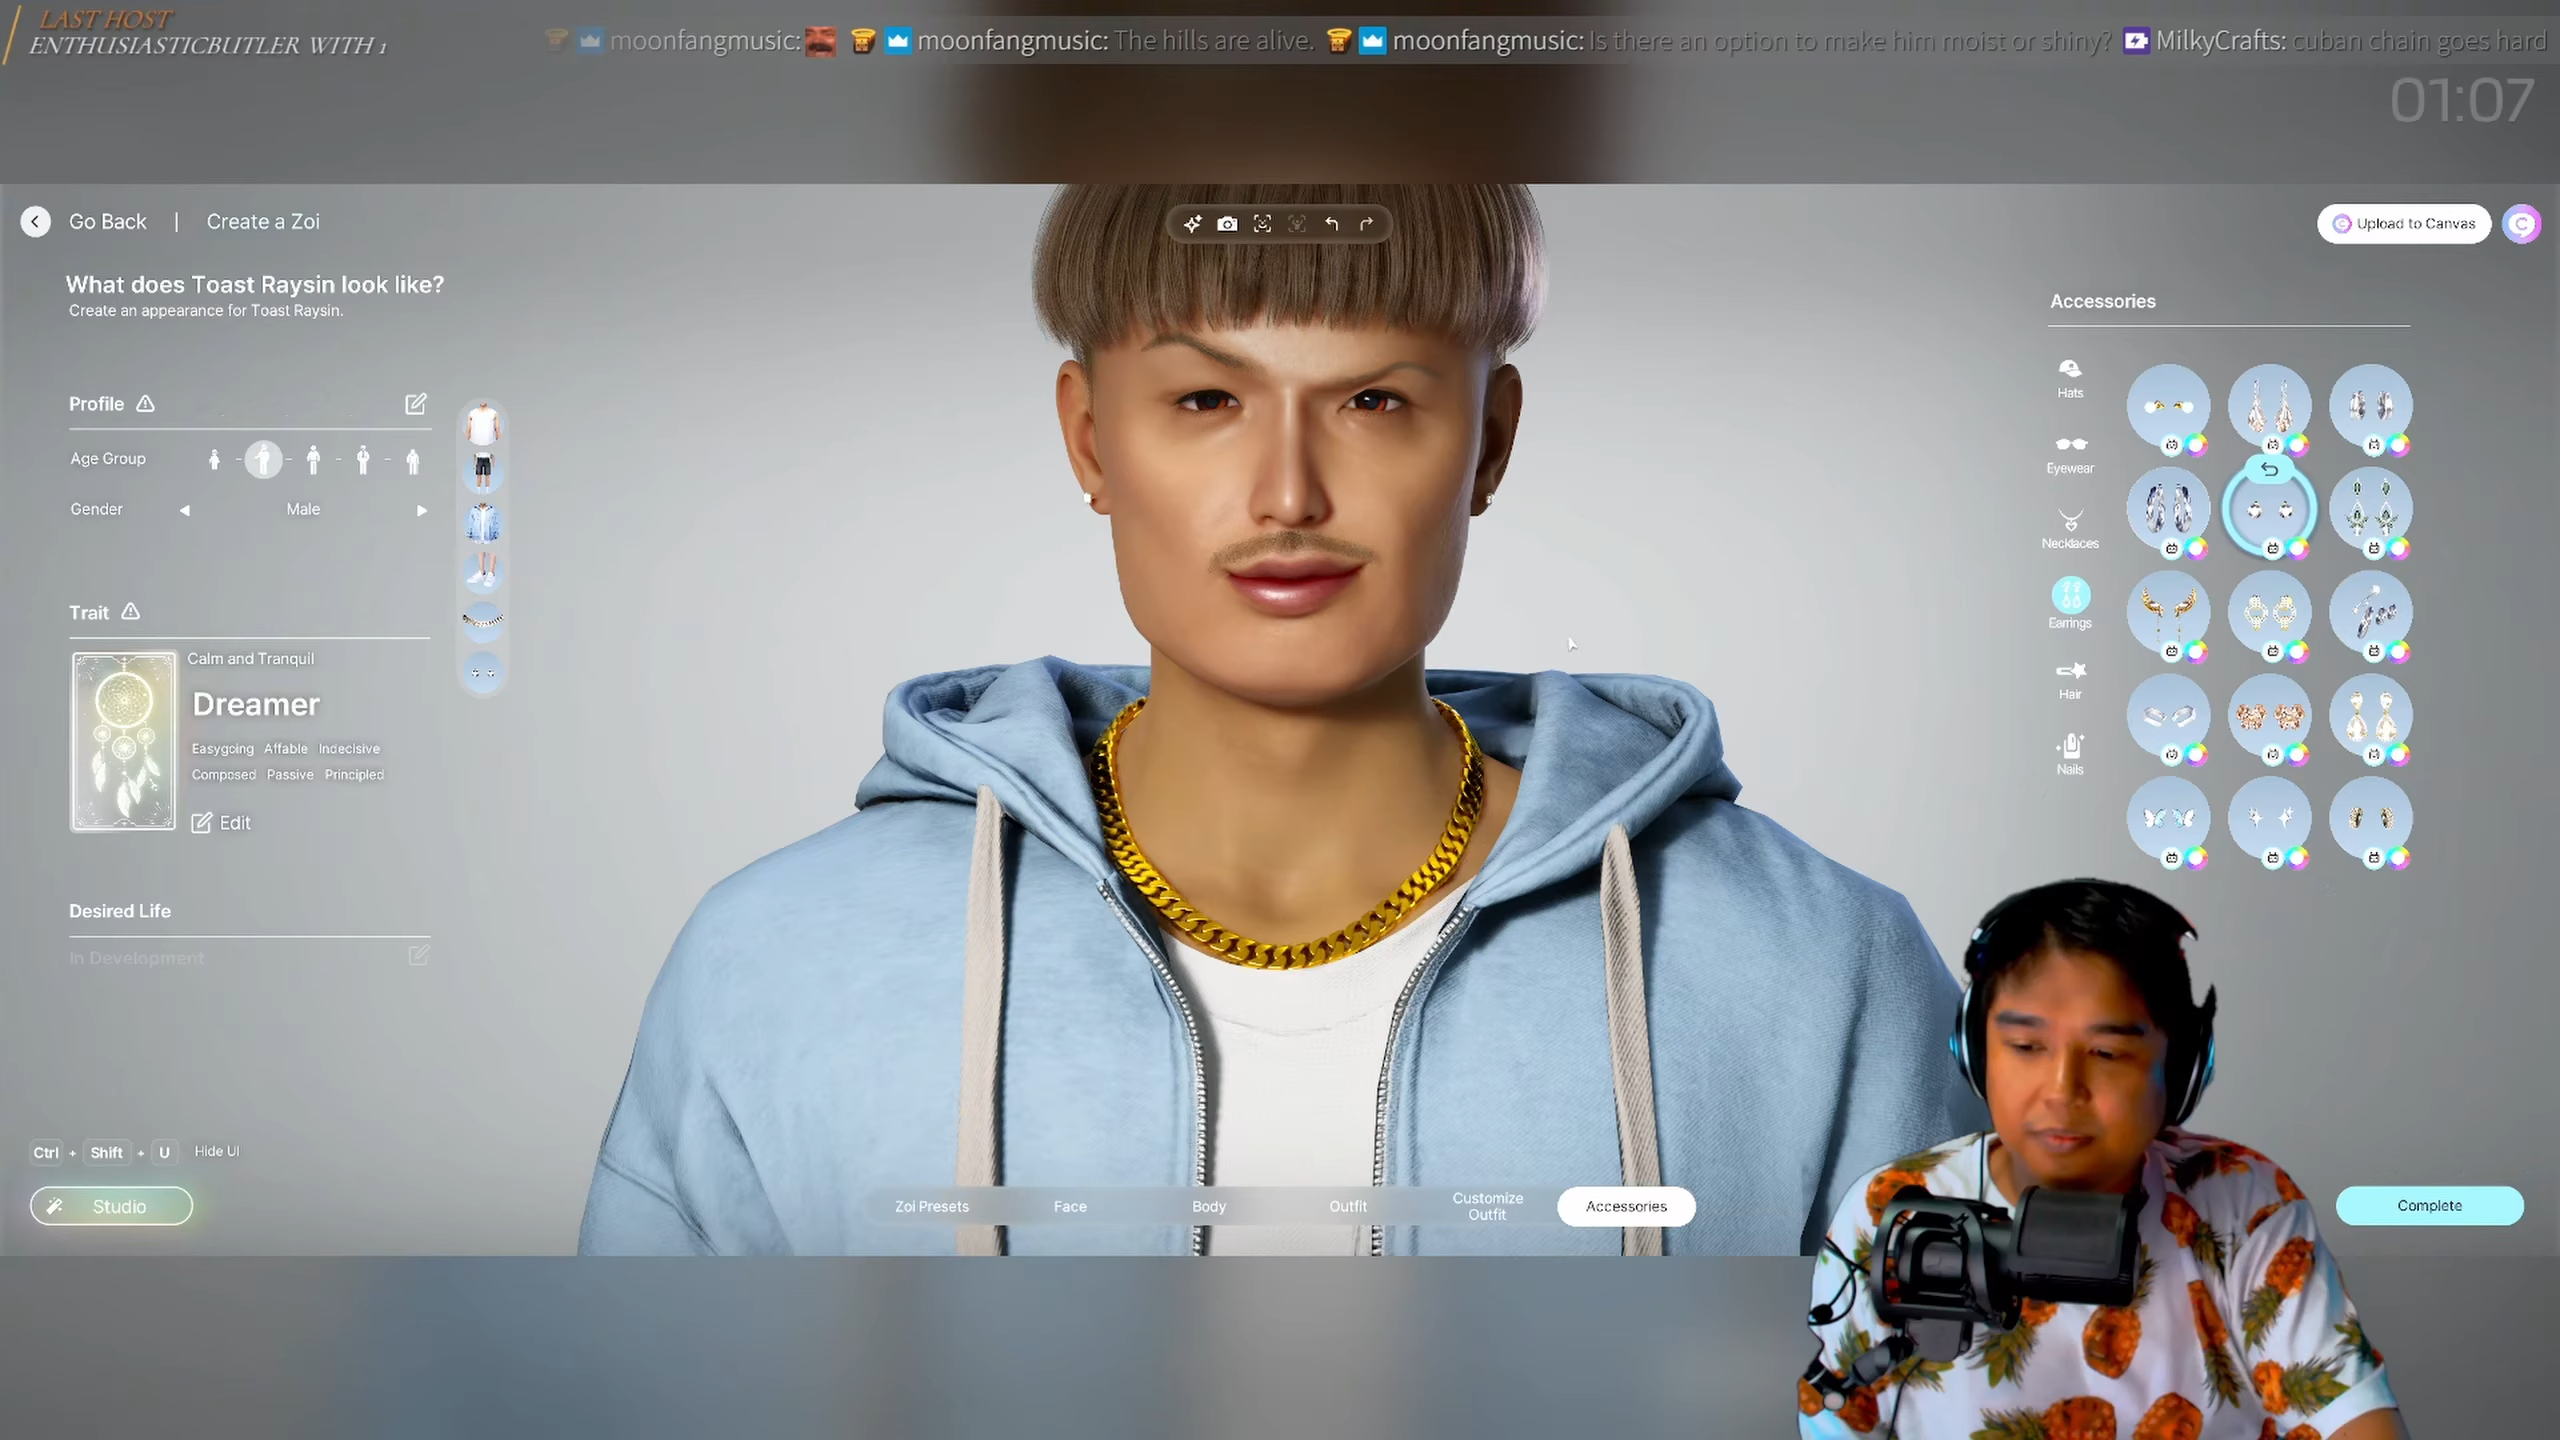 LAST HOST
ENTHUSIASTICBUTLER WITH 1
moonfangmusic: moonfangmusic: The hills are alive. moonfangmusic: Is there an option to make him moist or shiny? MilkyCrafts: cuban chain goes hard
01:07
Go Back | Create a Zoi
Upload to Canvas
What does Toast Raysin look like?
Create an appearance for Toast Raysin.
Profile
Age Group
Gender Male
Trait
Calm and Tranquil
Dreamer
Easygoing Affable Indecisive
Composed Passive Principled
Edit
Desired Life
In Development
Accessories
Hats
Eyewear
Necklaces
Earrings
Hair
Nails
Ctrl + Shift + U Hide UI
Studio
Zoi Presets
Face
Body
Outfit
Customize
Outfit
Accessories
Complete